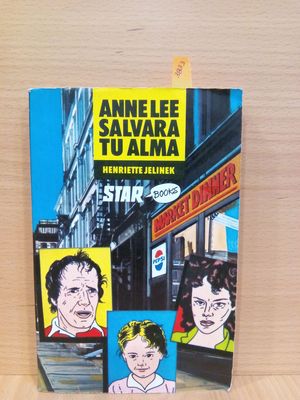 ANNE LEE
SALVARA
TU ALMA
HENRIETTE JELINEK
STAR BOOKS
MARKET DINNER
PEPSI